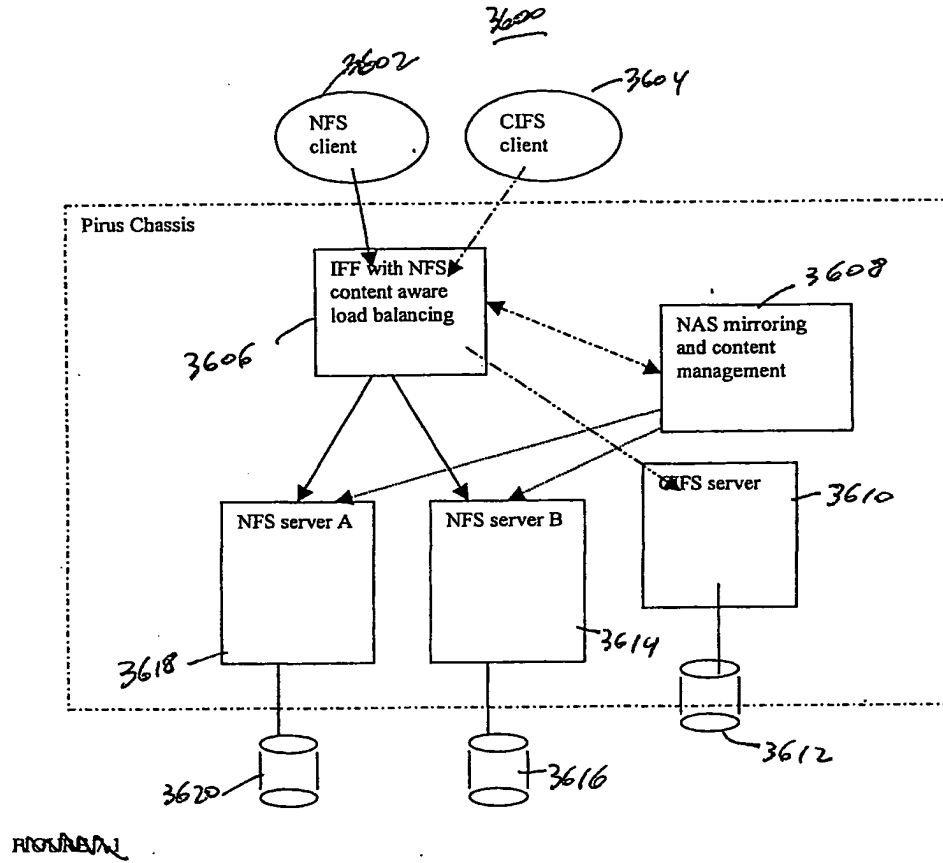 3600
3602
3604
NFS
client
CIFS
client
Pirus Chassis
IFF with NFS
content aware
load balancing
3606
3608
NAS mirroring
and content
management
NFS server A
NFS server B
CIFS server
3610
3618
3614
3620
3616
3612